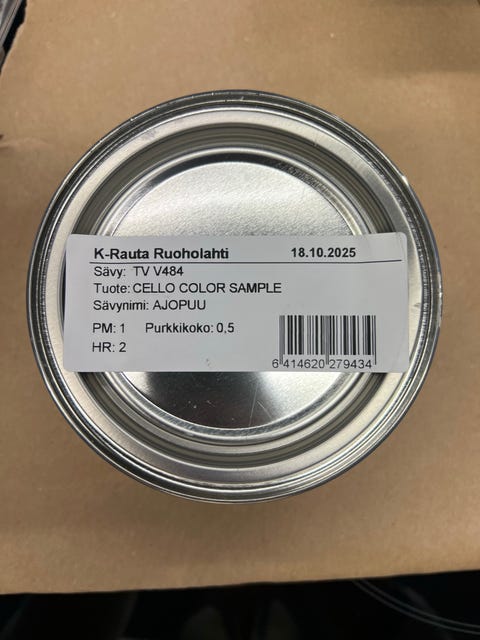 K-Rauta Ruoholahti 18.10.2025
Sävy: TV V484
Tuote: CELLO COLOR SAMPLE
Sävynimi: AJOPUU
PM: 1 Purkkikoko: 0,5
HR: 2
6 414620 279434